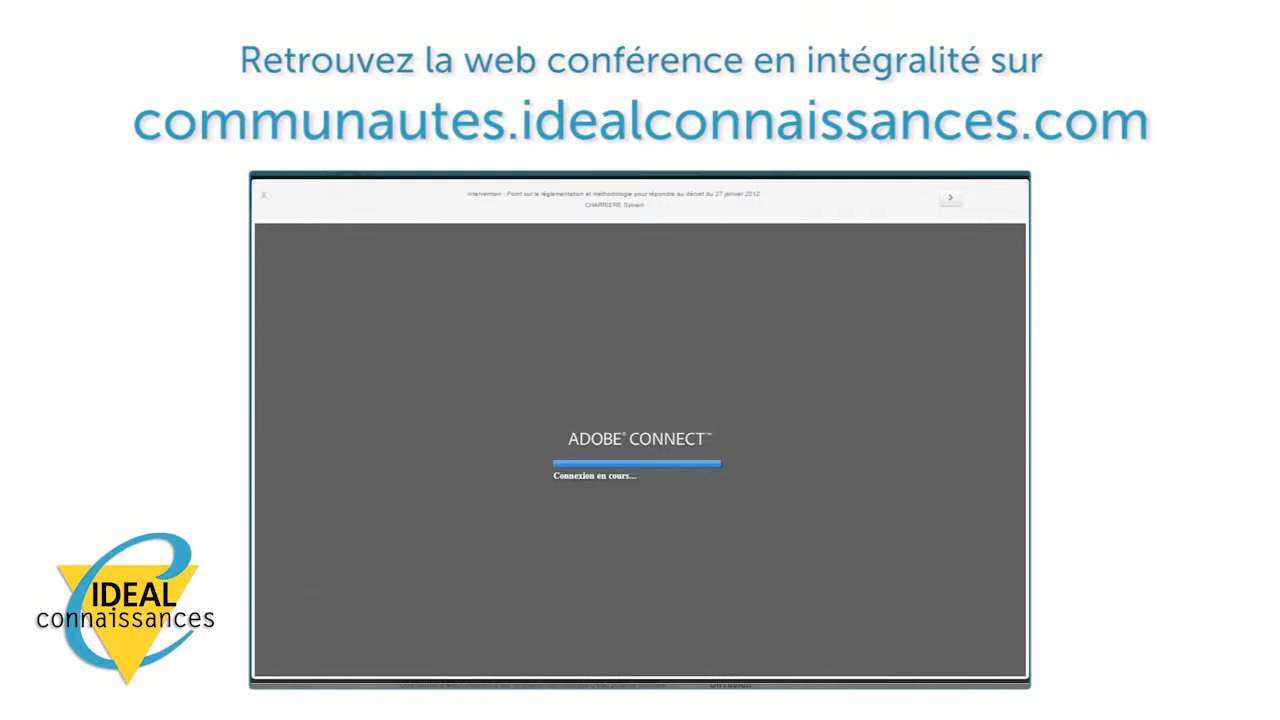 Retrouvez la web conférence en intégralité sur
communautes.idealconnaissances.com
X
Intervention : Point sur la réglementation et méthodologie pour répondre au décret du 27 janvier 2012
CHARRIERE Sylvain
>
ADOBE® CONNECT™
Connexion en cours...
IDEAL
connaissances